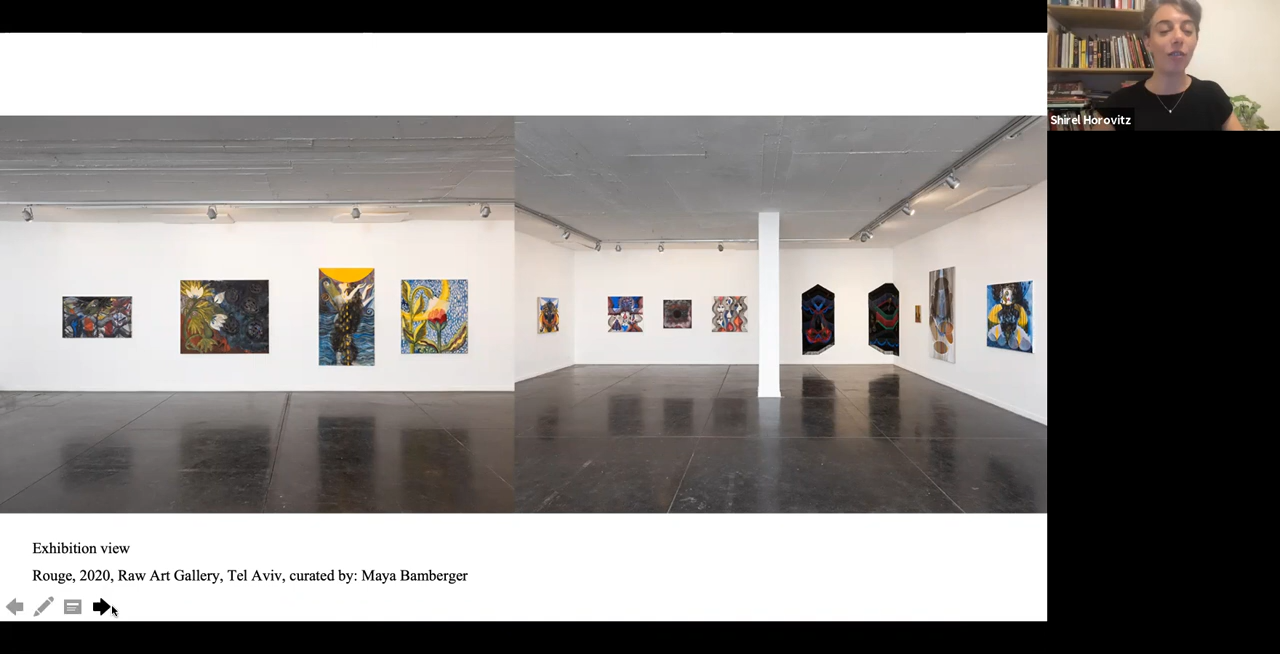 Shirel Horovitz
Exhibition view
Rouge, 2020, Raw Art Gallery, Tel Aviv, curated by: Maya Bamberger